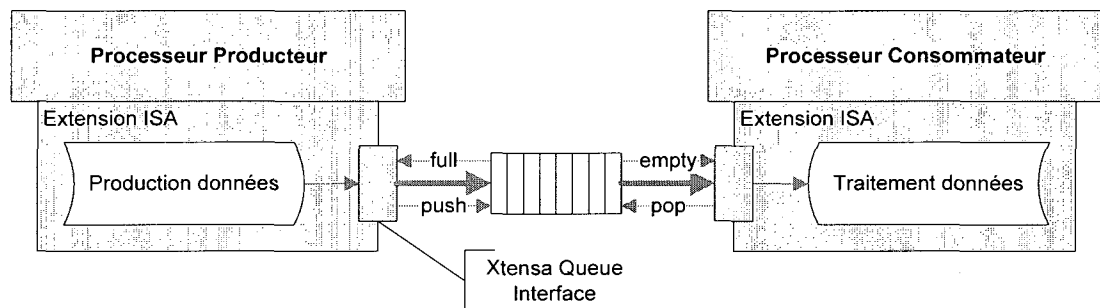 Processeur Producteur
Processeur Consommateur
Extension ISA
Extension ISA
Production données
full
push
empty
pop
Traitement données
Xtensa Queue
Interface